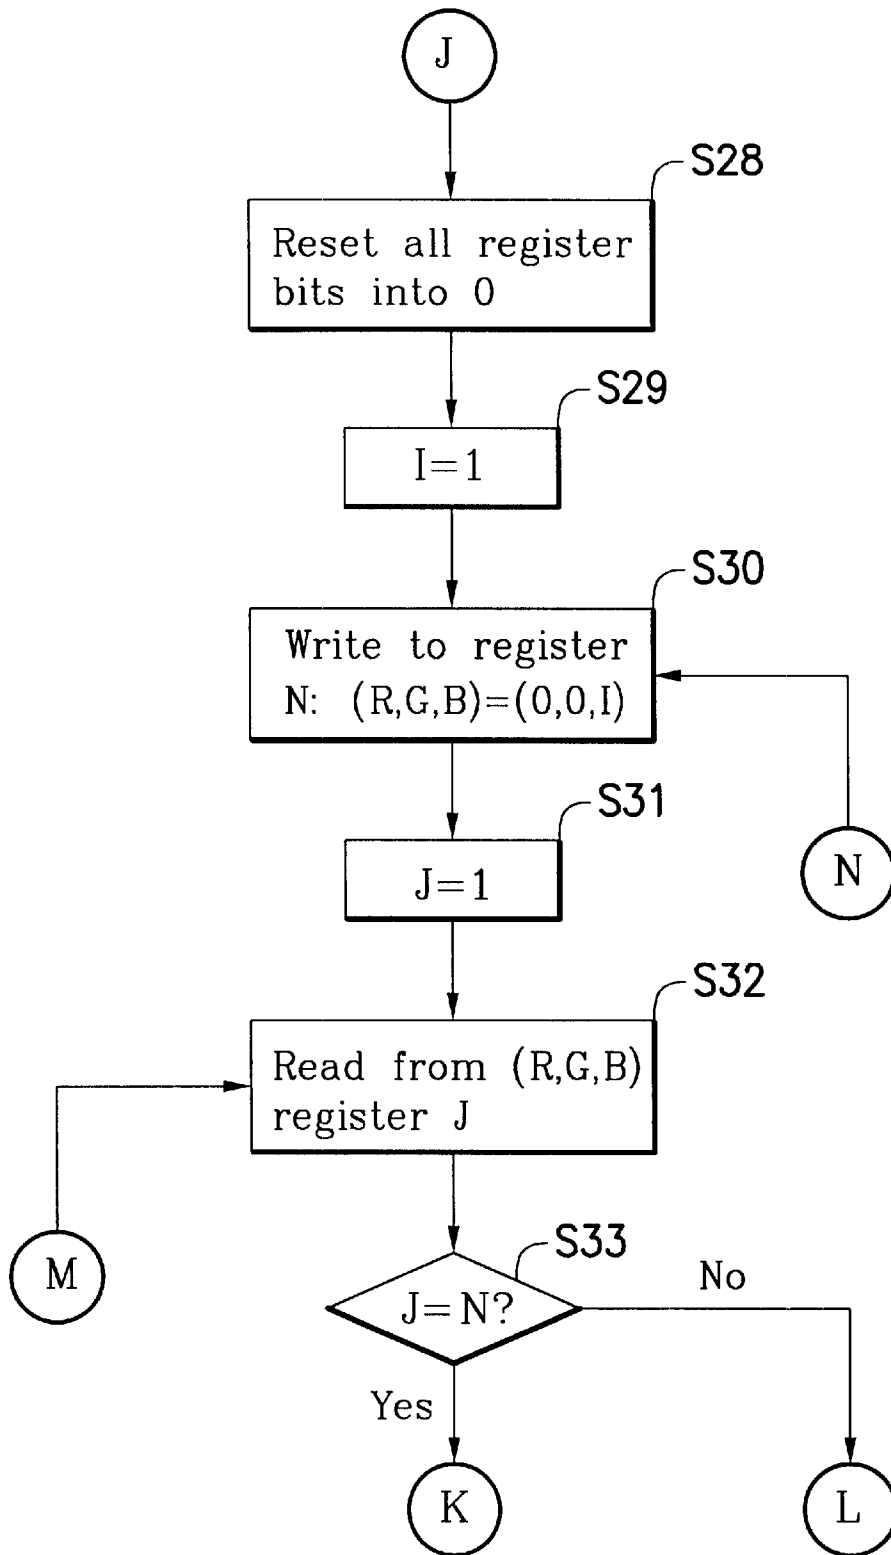 J
S28
Reset all register
bits into 0
S29
I=1
S30
Write to register
N: (R,G,B)=(0,0,I)
S31
J=1
N
S32
Read from (R,G,B)
register J
M
S33
J=N?
No
Yes
K
L